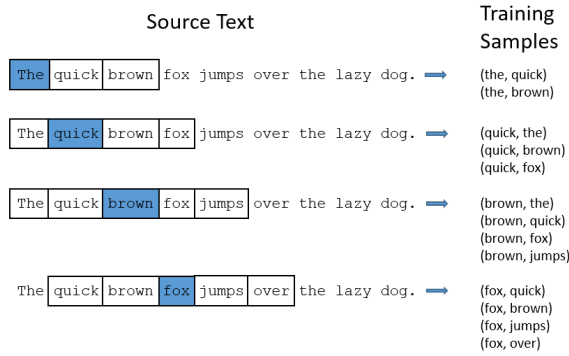 Source Text
Training
Samples
The quick brown fox jumps over the lazy dog.
(the, quick)
(the, brown)
The quick brown fox jumps over the lazy dog.
(quick, the)
(quick, brown)
(quick, fox)
The quick brown fox jumps over the lazy dog.
(brown, the)
(brown, quick)
(brown, fox)
(brown, jumps)
The quick brown fox jumps over the lazy dog.
(fox, quick)
(fox, brown)
(fox, jumps)
(fox, over)